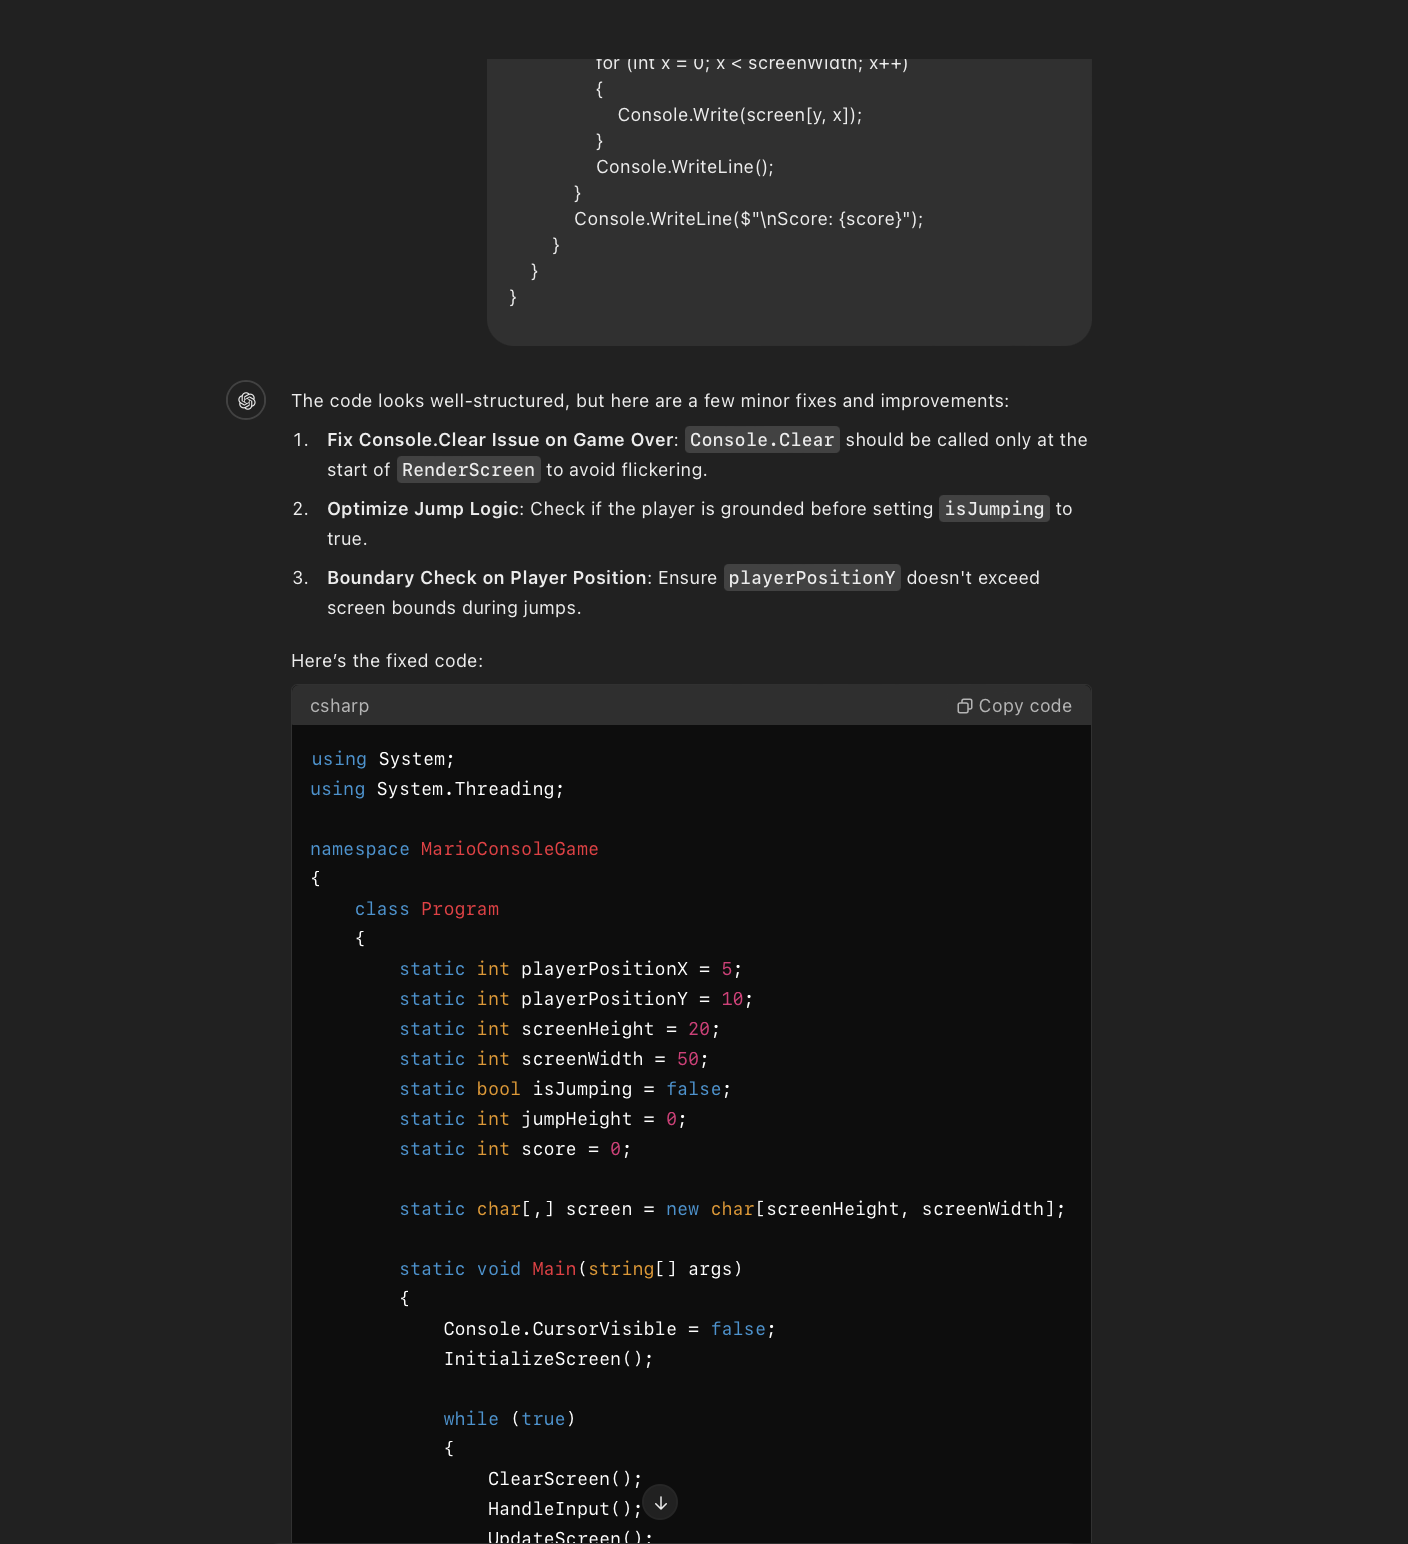 for (int x = 0; x < screenWidth; x++)
{
Console.Write(screen[y, x]);
}
Console.WriteLine();
}
Console.WriteLine($"\nScore: {score}");
}
}
}
The code looks well-structured, but here are a few minor fixes and improvements:
1. Fix Console.Clear Issue on Game Over: Console.Clear should be called only at the
start of RenderScreen to avoid flickering.
2. Optimize Jump Logic: Check if the player is grounded before setting isJumping to
true.
3. Boundary Check on Player Position: Ensure playerPositionY doesn't exceed
screen bounds during jumps.
Here’s the fixed code:
csharp Copy code
using System;
using System.Threading;
namespace MarioConsoleGame
{
class Program
{
static int playerPositionX = 5;
static int playerPositionY = 10;
static int screenHeight = 20;
static int screenWidth = 50;
static bool isJumping = false;
static int jumpHeight = 0;
static int score = 0;
static char[,] screen = new char[screenHeight, screenWidth];
static void Main(string[] args)
{
Console.CursorVisible = false;
InitializeScreen();
while (true)
{
ClearScreen();
HandleInput();
UpdateScreen();